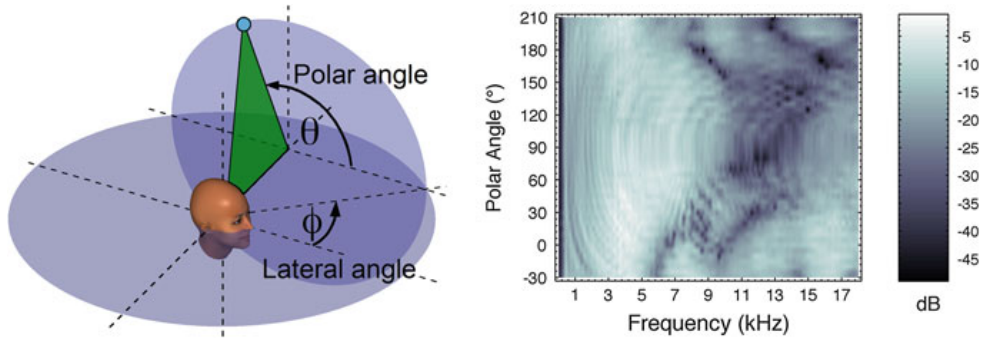 Polar angle
θ
ϕ
Lateral angle
210
180
150
120
90
60
30
0
-30
Polar Angle (°)
1 3 5 7 9 11 13 15 17
Frequency (kHz)
-5
-10
-15
-20
-25
-30
-35
-40
-45
dB